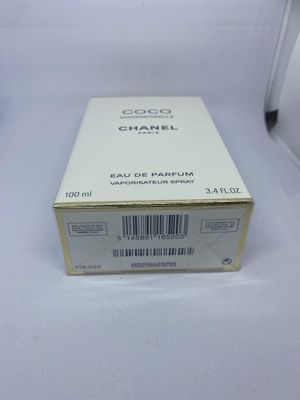 COCO
MADEMOISELLE
CHANEL
PARIS
EAU DE PARFUM
VAPORISATEUR SPRAY
100 ml 3.4 FL.OZ.
3 145891 165203
116.520